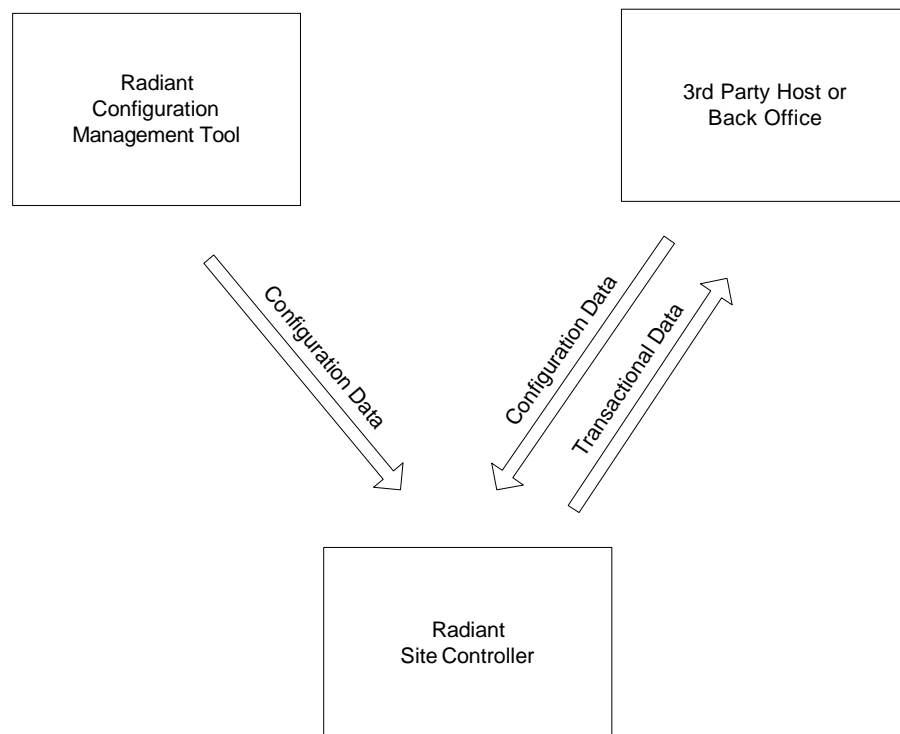 Radiant
Configuration
Management Tool
3rd Party Host or
Back Office
Configuration Data
Configuration Data
Transactional Data
Radiant
Site Controller